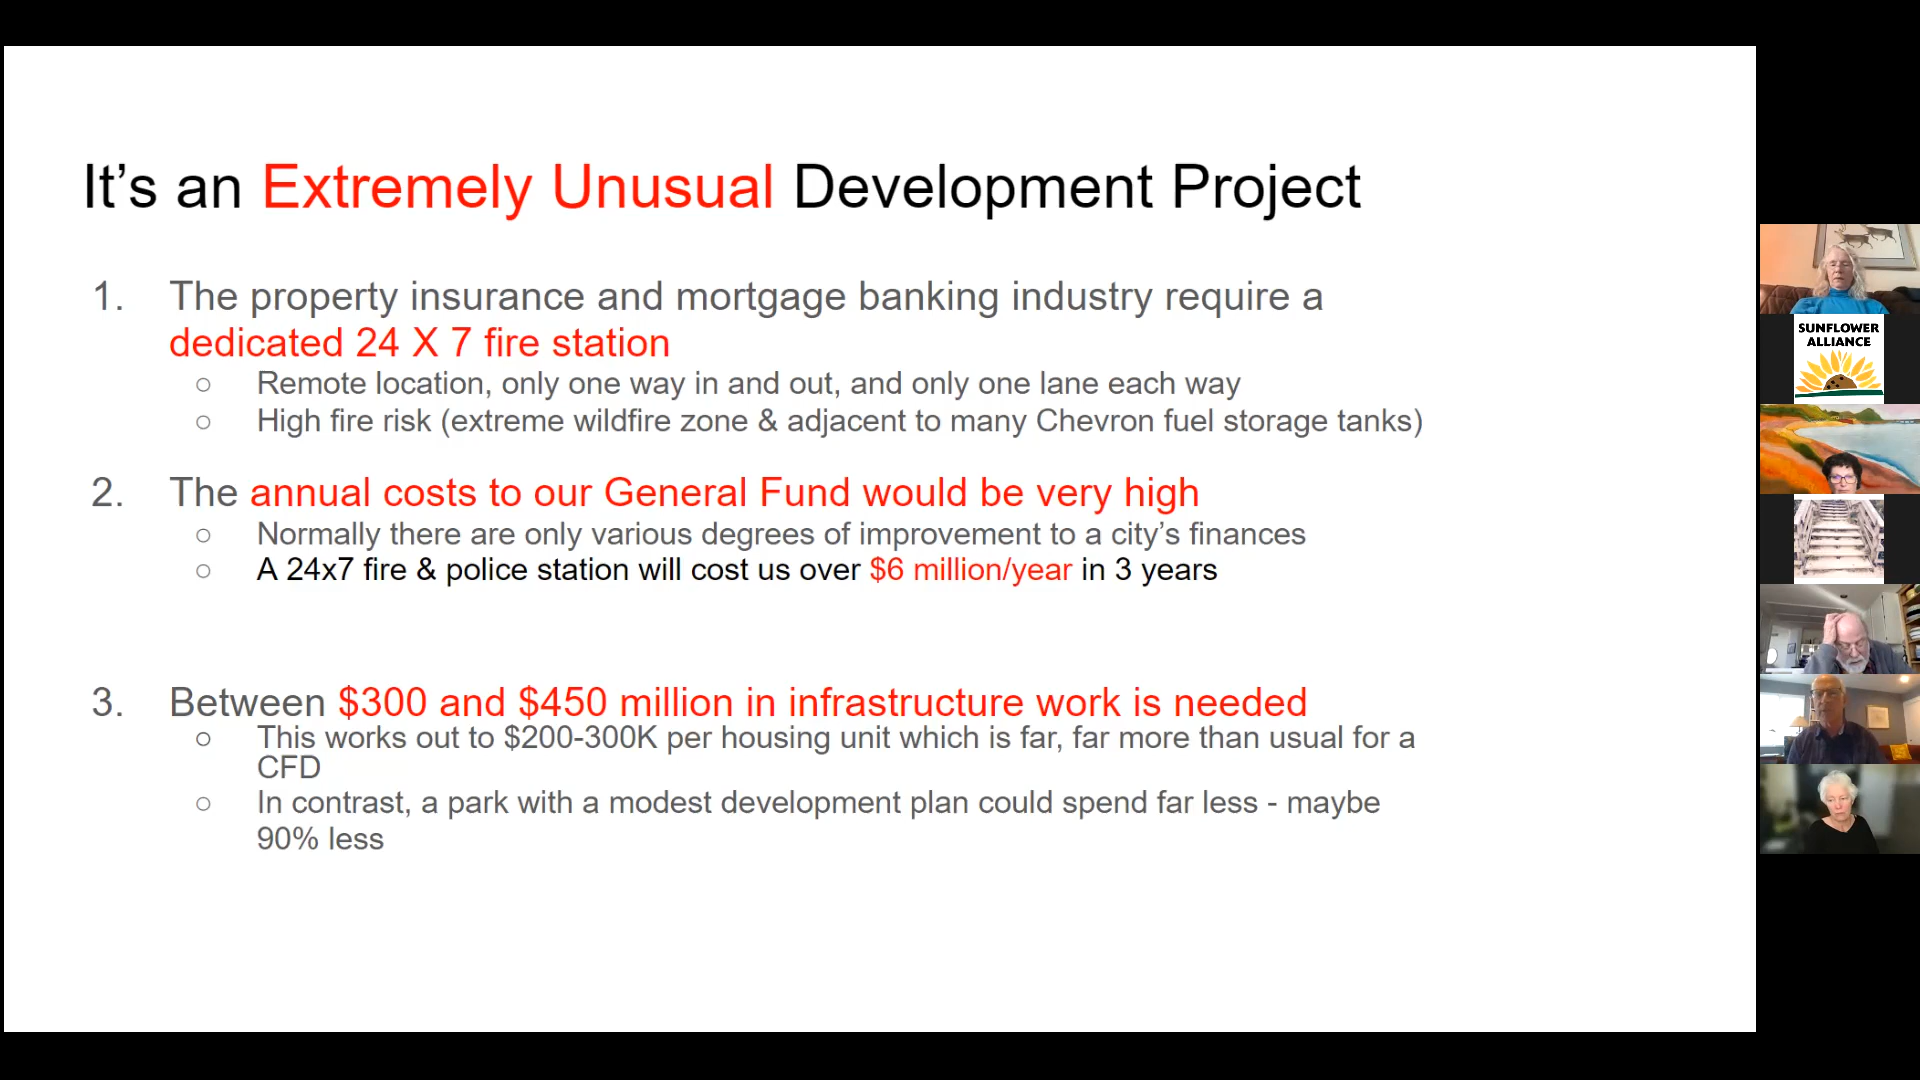 It’s an Extremely Unusual Development Project
1. The property insurance and mortgage banking industry require a
dedicated 24 X 7 fire station
○ Remote location, only one way in and out, and only one lane each way
○ High fire risk (extreme wildfire zone & adjacent to many Chevron fuel storage tanks)
2. The annual costs to our General Fund would be very high
○ Normally there are only various degrees of improvement to a city’s finances
○ A 24x7 fire & police station will cost us over $6 million/year in 3 years
3. Between $300 and $450 million in infrastructure work is needed
○ This works out to $200-300K per housing unit which is far, far more than usual for a
CFD
○ In contrast, a park with a modest development plan could spend far less - maybe
90% less
SUNFLOWER
ALLIANCE